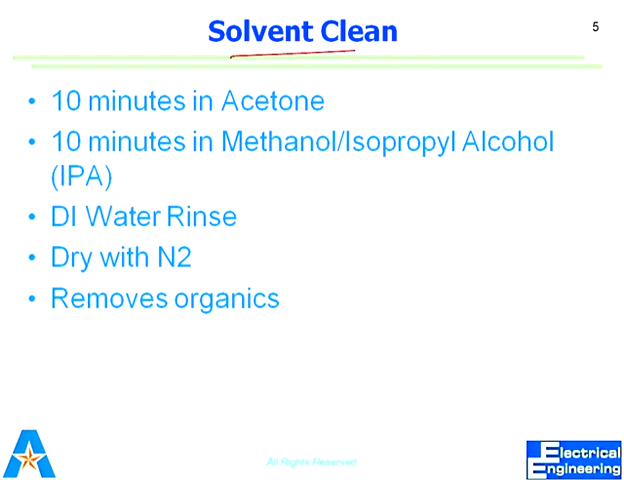 Solvent Clean
5
• 10 minutes in Acetone
• 10 minutes in Methanol/Isopropyl Alcohol
(IPA)
• DI Water Rinse
• Dry with N2
• Removes organics
A
All Rights Reserved
Electrical
Engineering